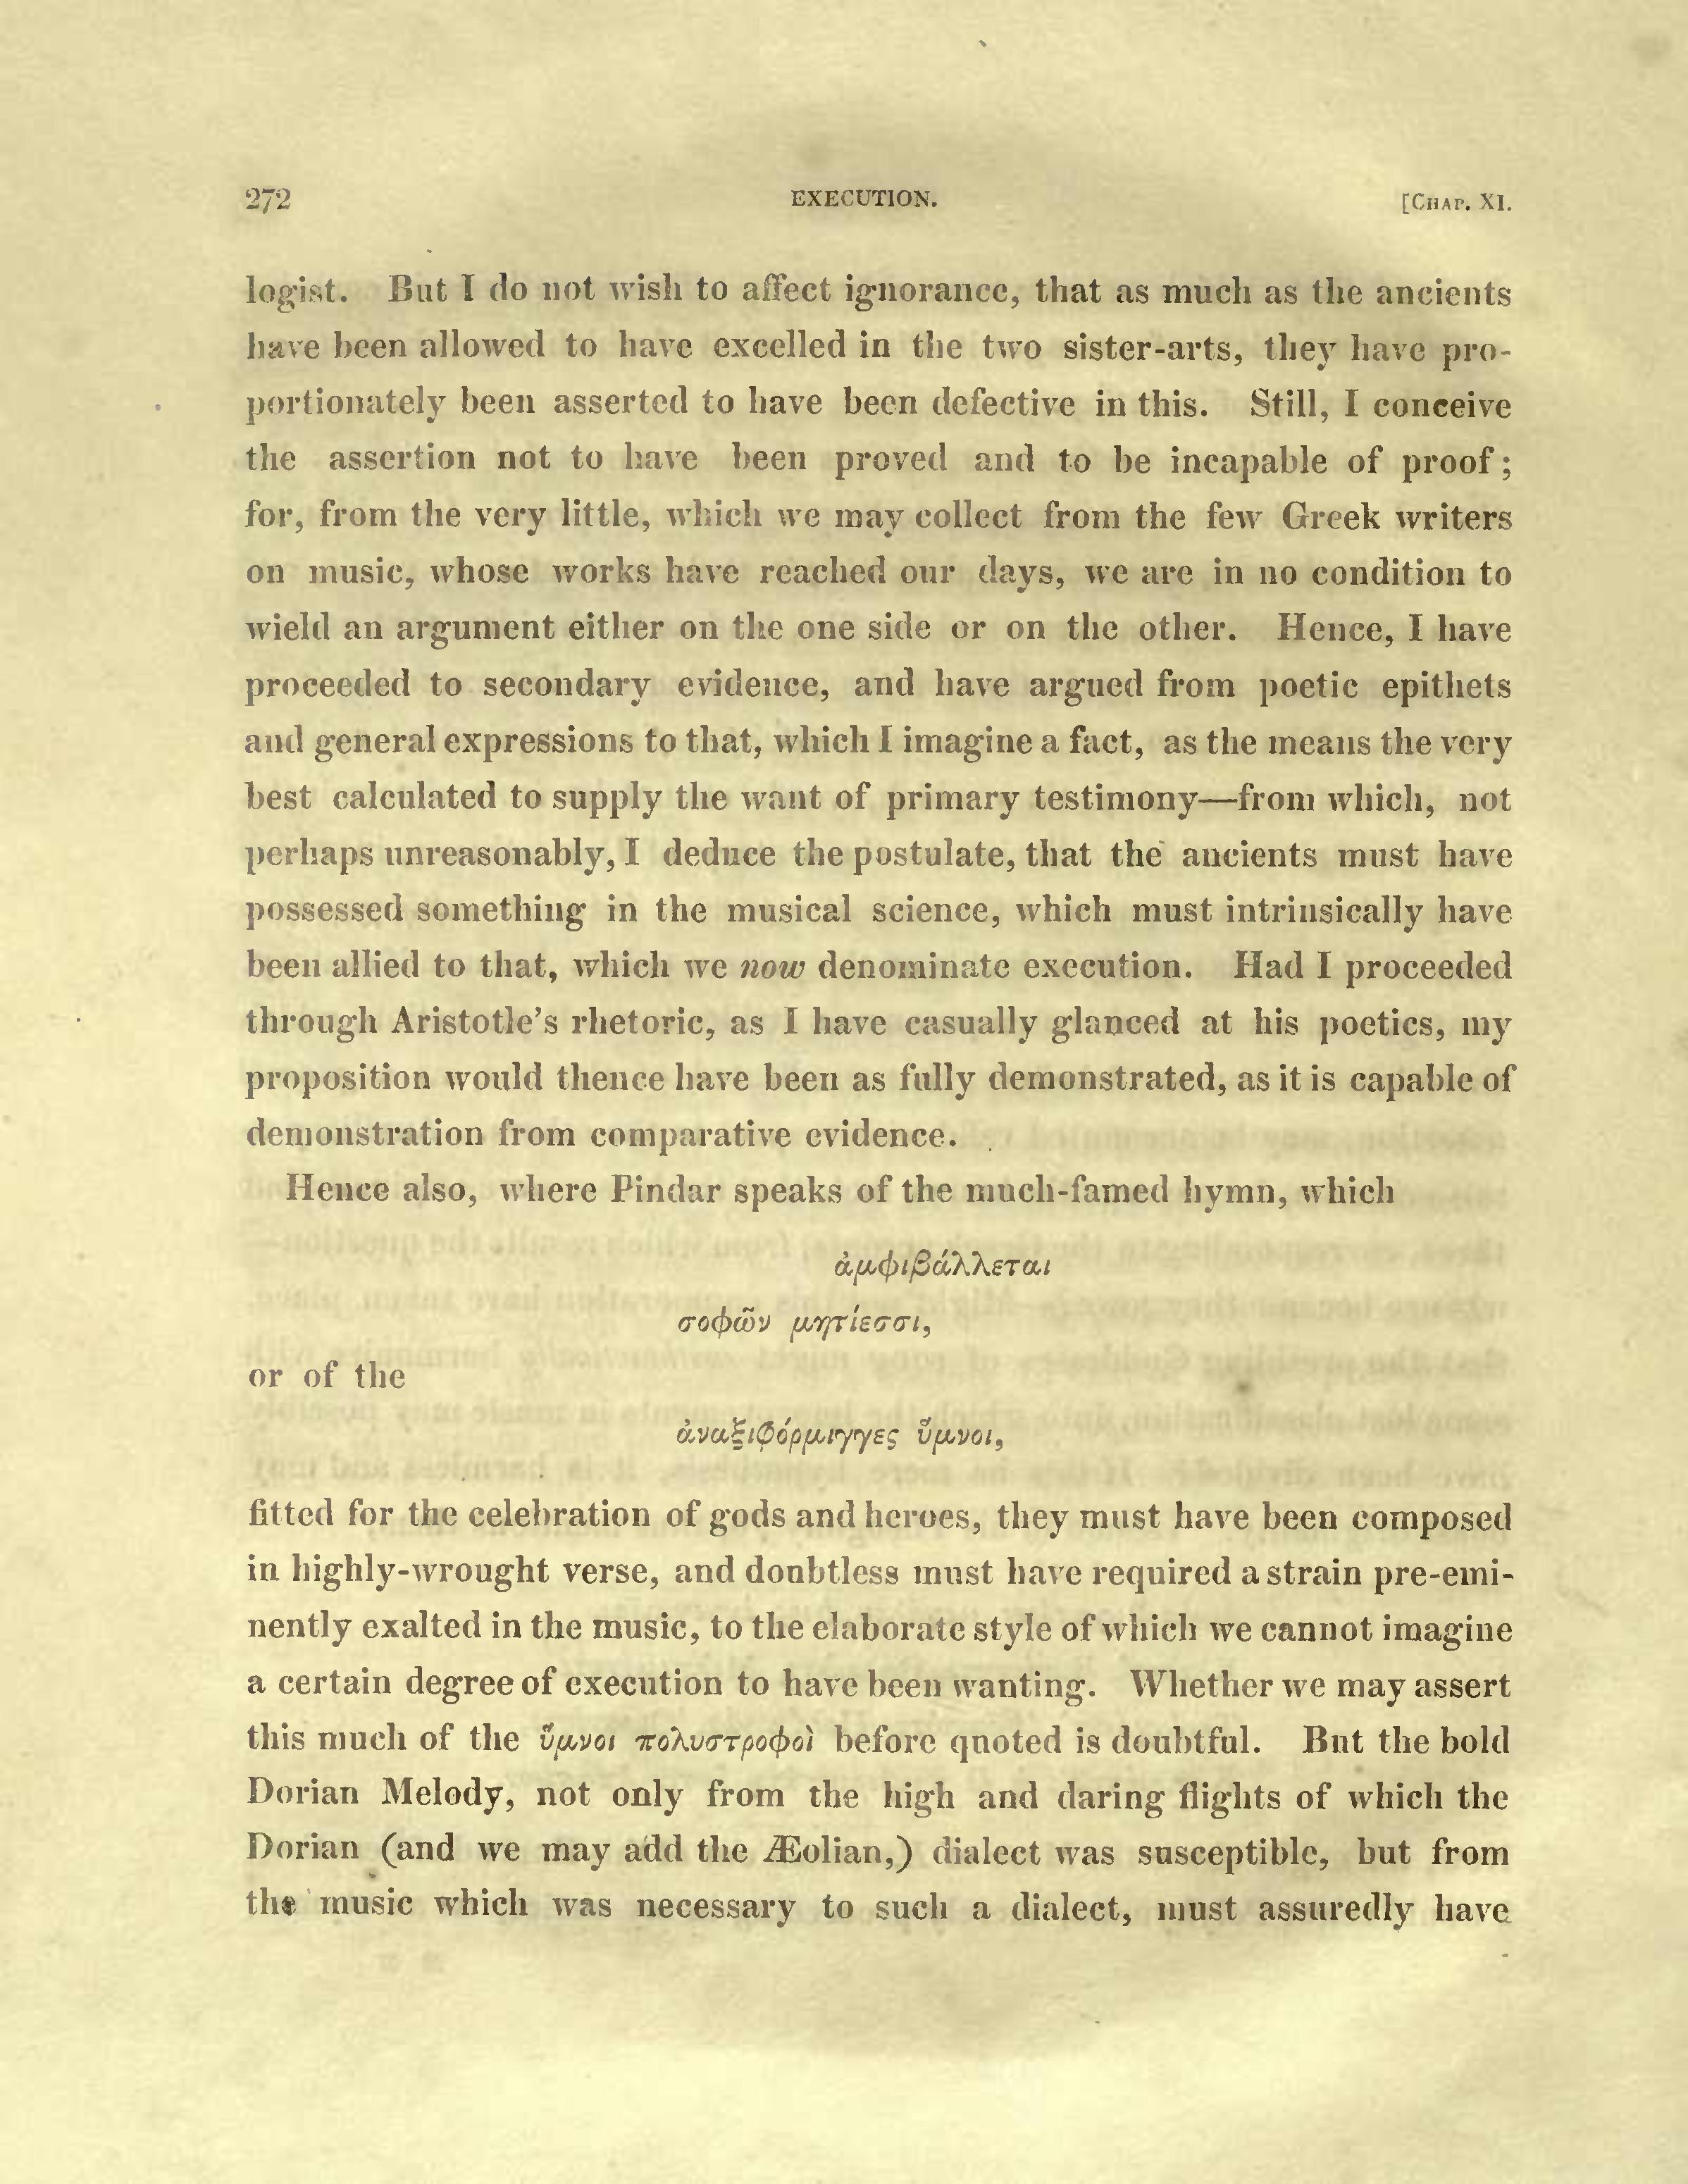 272 EXECUTION. [CHAP. XI.
logist. But I do not wish to affect ignorance, that as much as the ancients
have been allowed to have excelled in the two sister-arts, they have pro-
portionately been asserted to have been defective in this. Still, I conceive
the assertion not to have been proved and to be incapable of proof;
for, from the very little, which we may collect from the few Greek writers
on music, whose works have reached our days, we are in no condition to
wield an argument either on the one side or on the other. Hence, I have
proceeded to secondary evidence, and have argued from poetic epithets
and general expressions to that, which I imagine a fact, as the means the very
best calculated to supply the want of primary testimony—from which, not
perhaps unreasonably, I deduce the postulate, that the ancients must have
possessed something in the musical science, which must intrinsically have
been allied to that, which we now denominate execution. Had I proceeded
through Aristotle's rhetoric, as I have casually glanced at his poetics, my
proposition would thence have been as fully demonstrated, as it is capable of
demonstration from comparative evidence.
Hence also, where Pindar speaks of the much-famed hymn, which
ἀμφιβάλλεται
σοφῶν μητίεσσι,
or of the
ἀναξιφόρμιγγες ὕμνοι,
fitted for the celebration of gods and heroes, they must have been composed
in highly-wrought verse, and doubtless must have required a strain pre-emi-
nently exalted in the music, to the elaborate style of which we cannot imagine
a certain degree of execution to have been wanting. Whether we may assert
this much of the ὕμνοι πολυστροφοὶ before quoted is doubtful. But the bold
Dorian Melody, not only from the high and daring flights of which the
Dorian (and we may add the Æolian,) dialect was susceptible, but from
the music which was necessary to such a dialect, must assuredly have